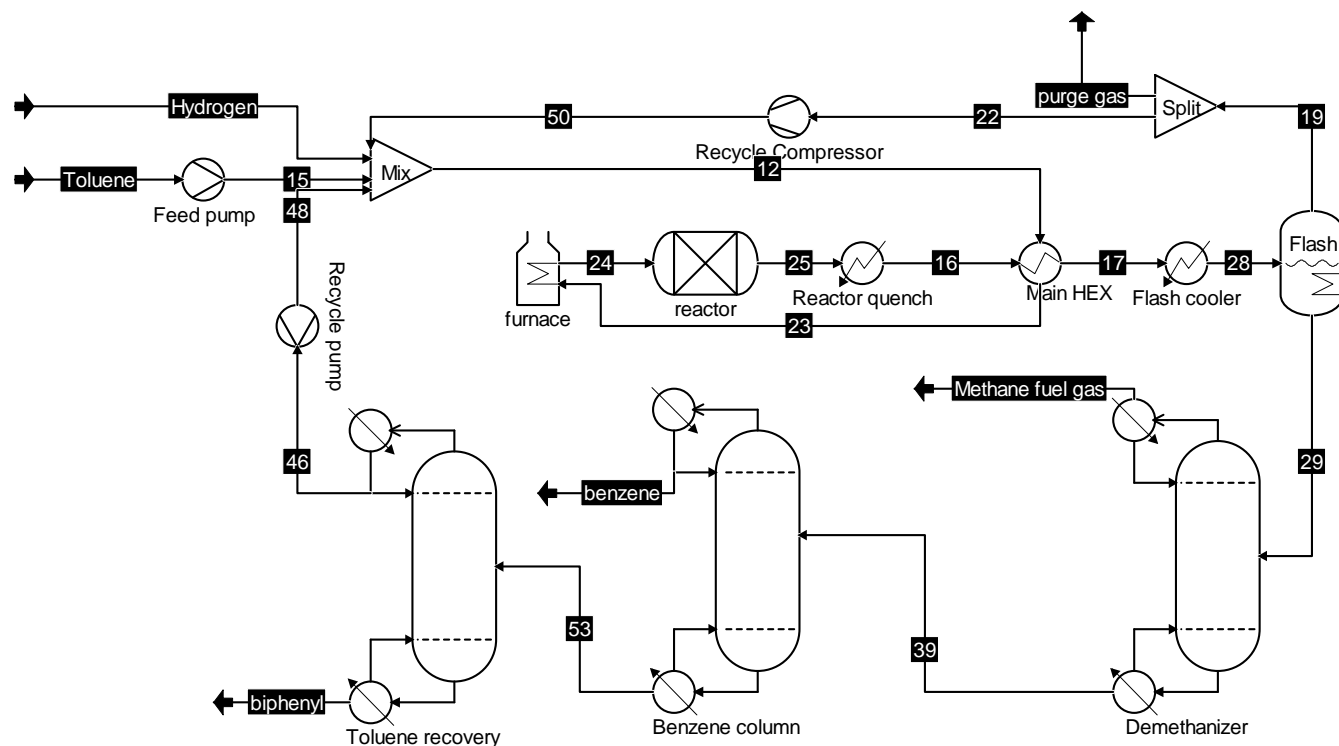 purge gas
Hydrogen
50
22
Split
19
Recycle Compressor
Toluene
15
Mix
12
48
Feed pump
Recycle pump
24
25
16
17
28
Flash
furnace
reactor
Reactor quench
Main HEX
Flash cooler
23
Methane fuel gas
46
benzene
29
53
39
biphenyl
Toluene recovery
Benzene column
Demethanizer